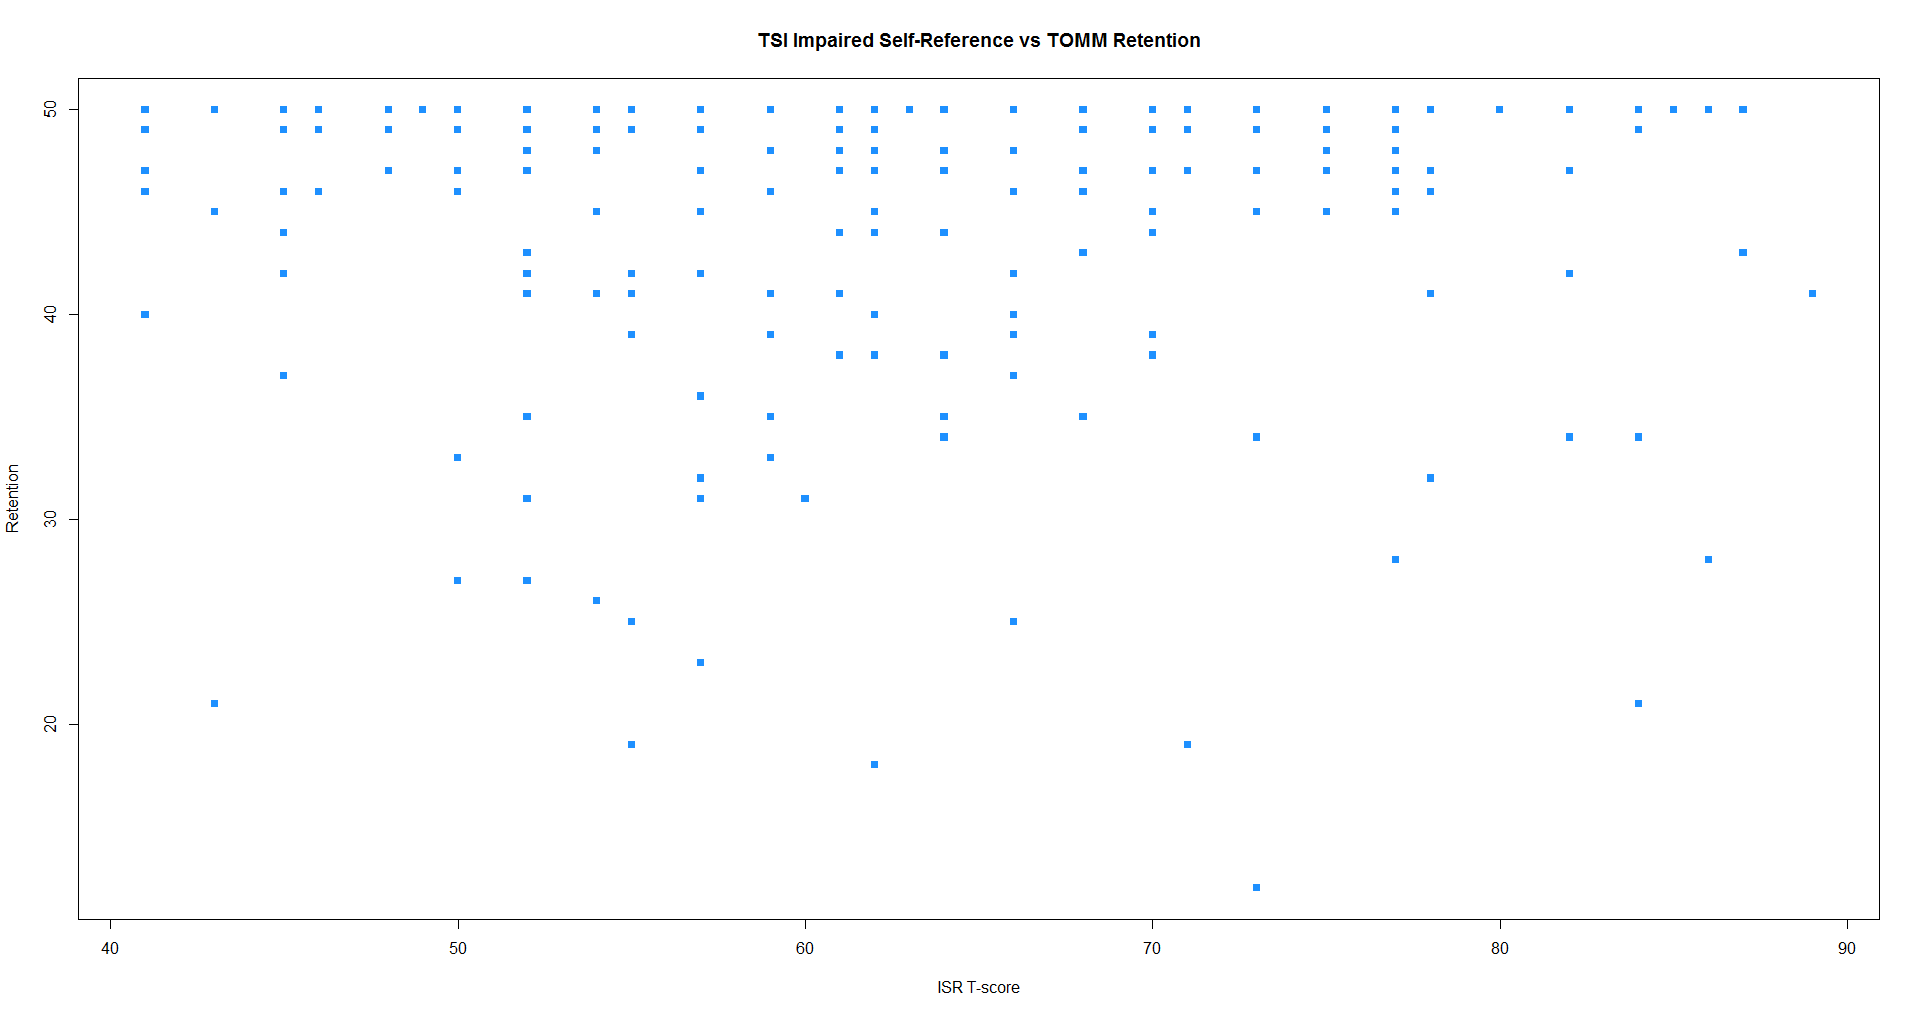 TSI Impaired Self-Reference vs TOMM Retention
50
40
30
20
Retention
40 50 60 70 80 90
ISR T-score